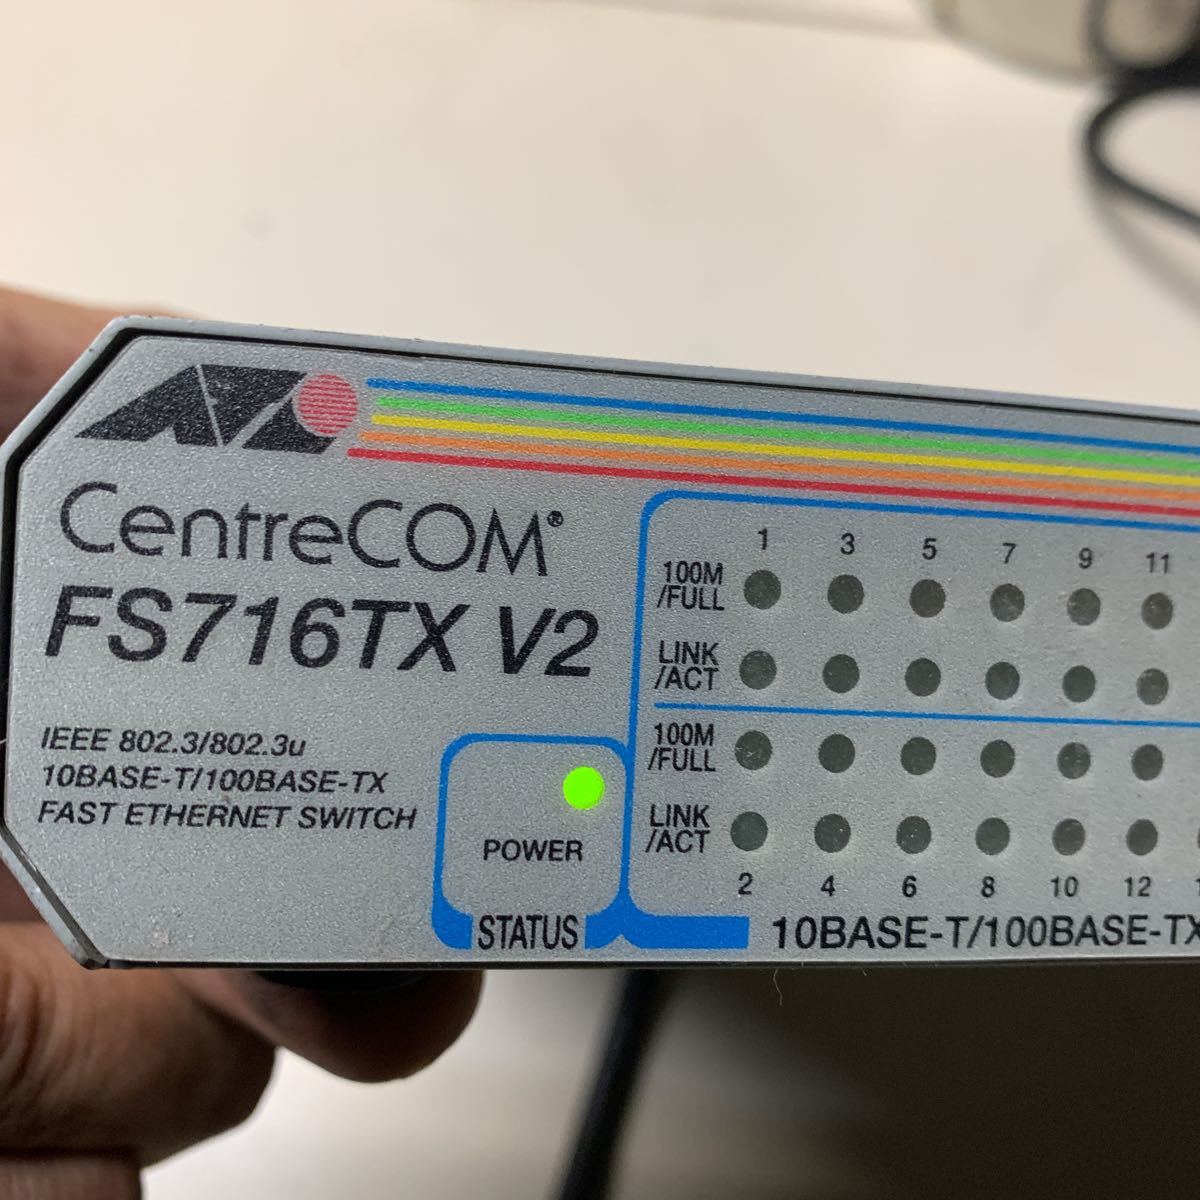 CentreCOM®
FS716TX V2
IEEE 802.3/802.3u
10BASE-T/100BASE-TX
FAST ETHERNET SWITCH
POWER
STATUS
1 3 5 7 9 11
100M
/FULL
LINK
/ACT
100M
/FULL
LINK
/ACT
2 4 6 8 10 12
10BASE-T/100BASE-TX